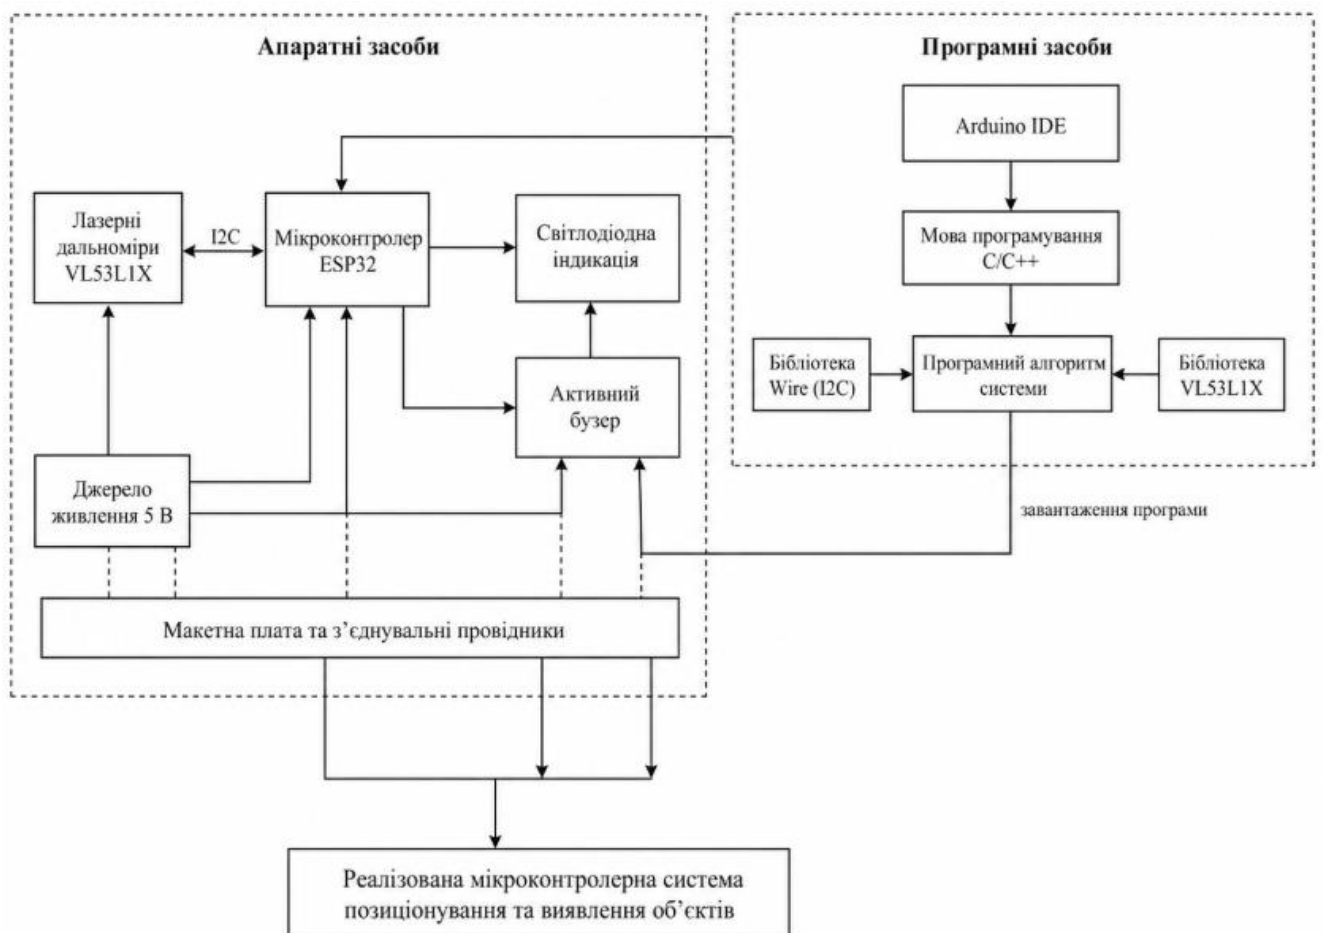 Апаратні засоби
Лазерні
дальноміри
VL53L1X
I2C
Мікроконтролер
ESP32
Світлодіодна
індикація
Активний
бузер
Джерело
живлення 5 В
Макетна плата та з’єднувальні провідники
Програмні засоби
Arduino IDE
Мова програмування
C/C++
Бібліотека
Wire (I2C)
Програмний алгоритм
системи
Бібліотека
VL53L1X
завантаження програми
Реалізована мікроконтролерна система
позиціонування та виявлення об’єктів